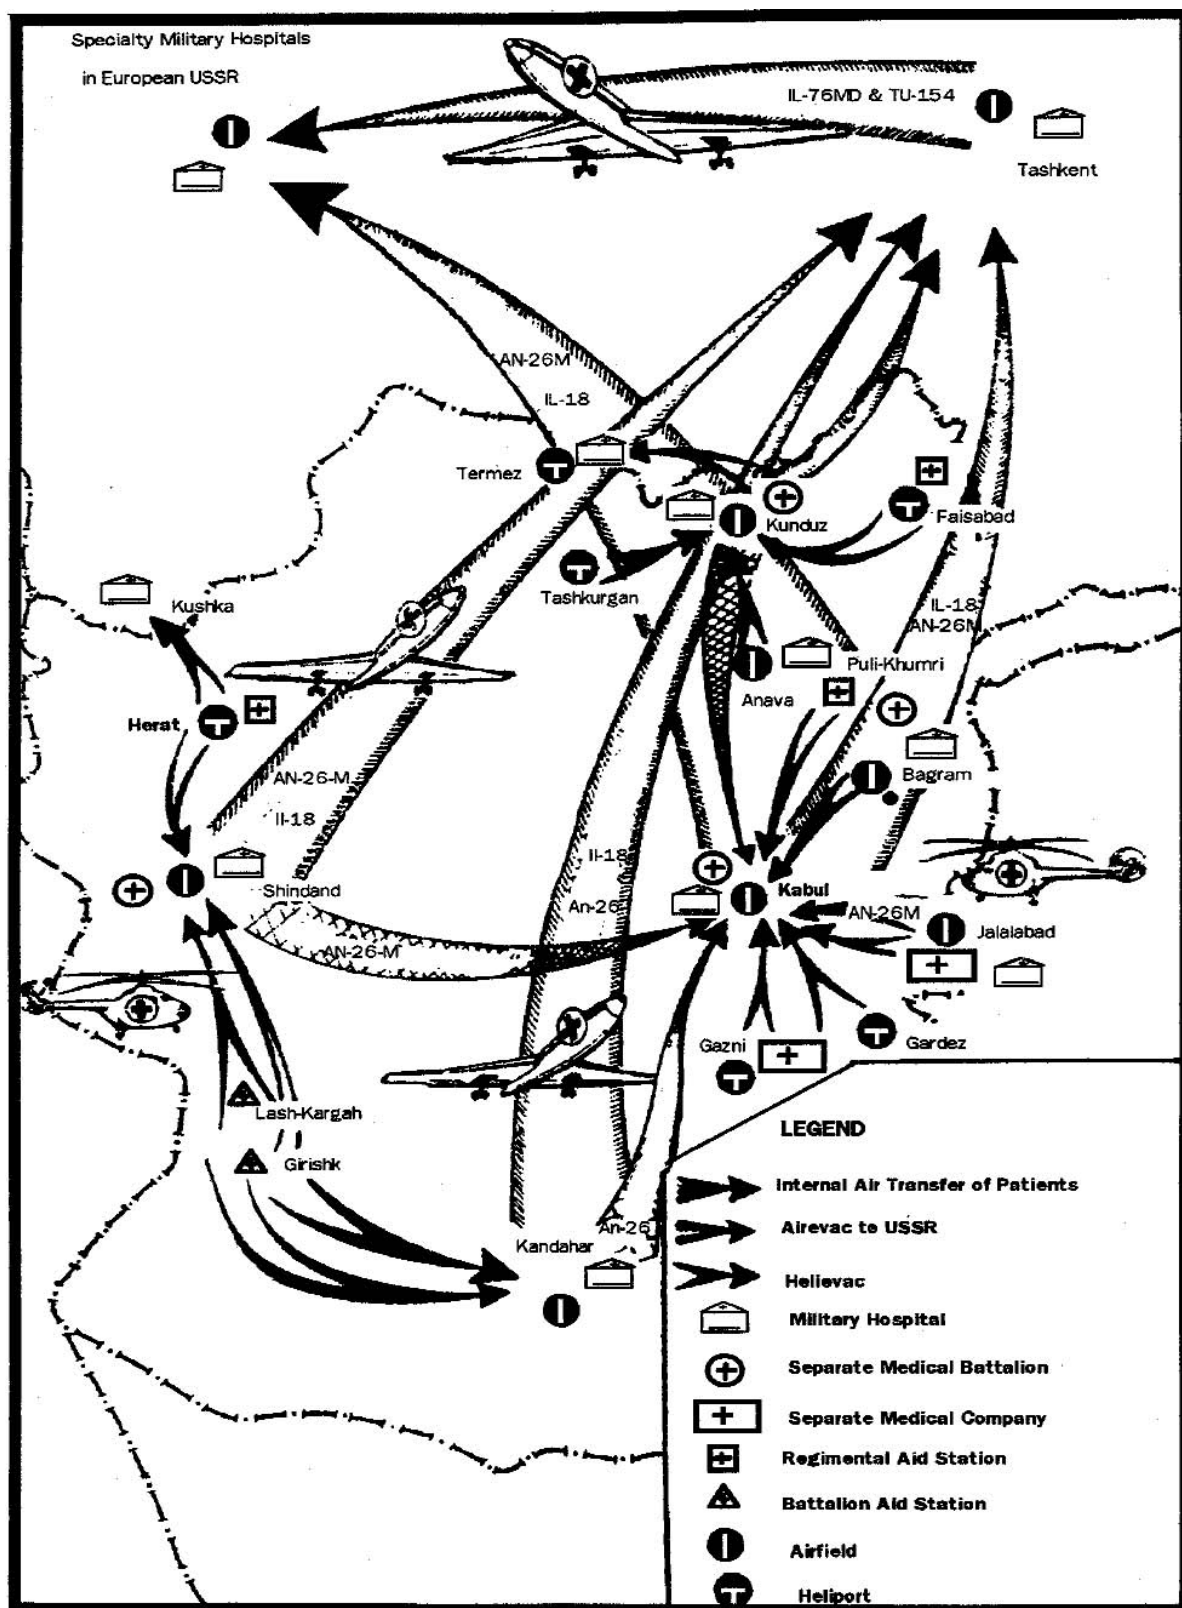 Specialty Military Hospitals
in European USSR
IL-76MD & TU-154
Tashkent
AN-26M
IL-18
Termez
Kunduz
Faisabad
Tashkurgan
Kushka
IL-18
AN-26M
Puli-Khumri
Anava
Herat
Bagram
AN-26-M
Il-18
Il-18
Shindand
Kabul
An-26
AN-26M
Jalalabad
AN-26-M
Gazni
Gardez
Lash-Kargah
Girishk
An-26
Kandahar
LEGEND
Internal Air Transfer of Patients
Airevac to USSR
Helievac
Military Hospital
Separate Medical Battalion
Separate Medical Company
Regimental Aid Station
Battalion Aid Station
Airfield
Heliport